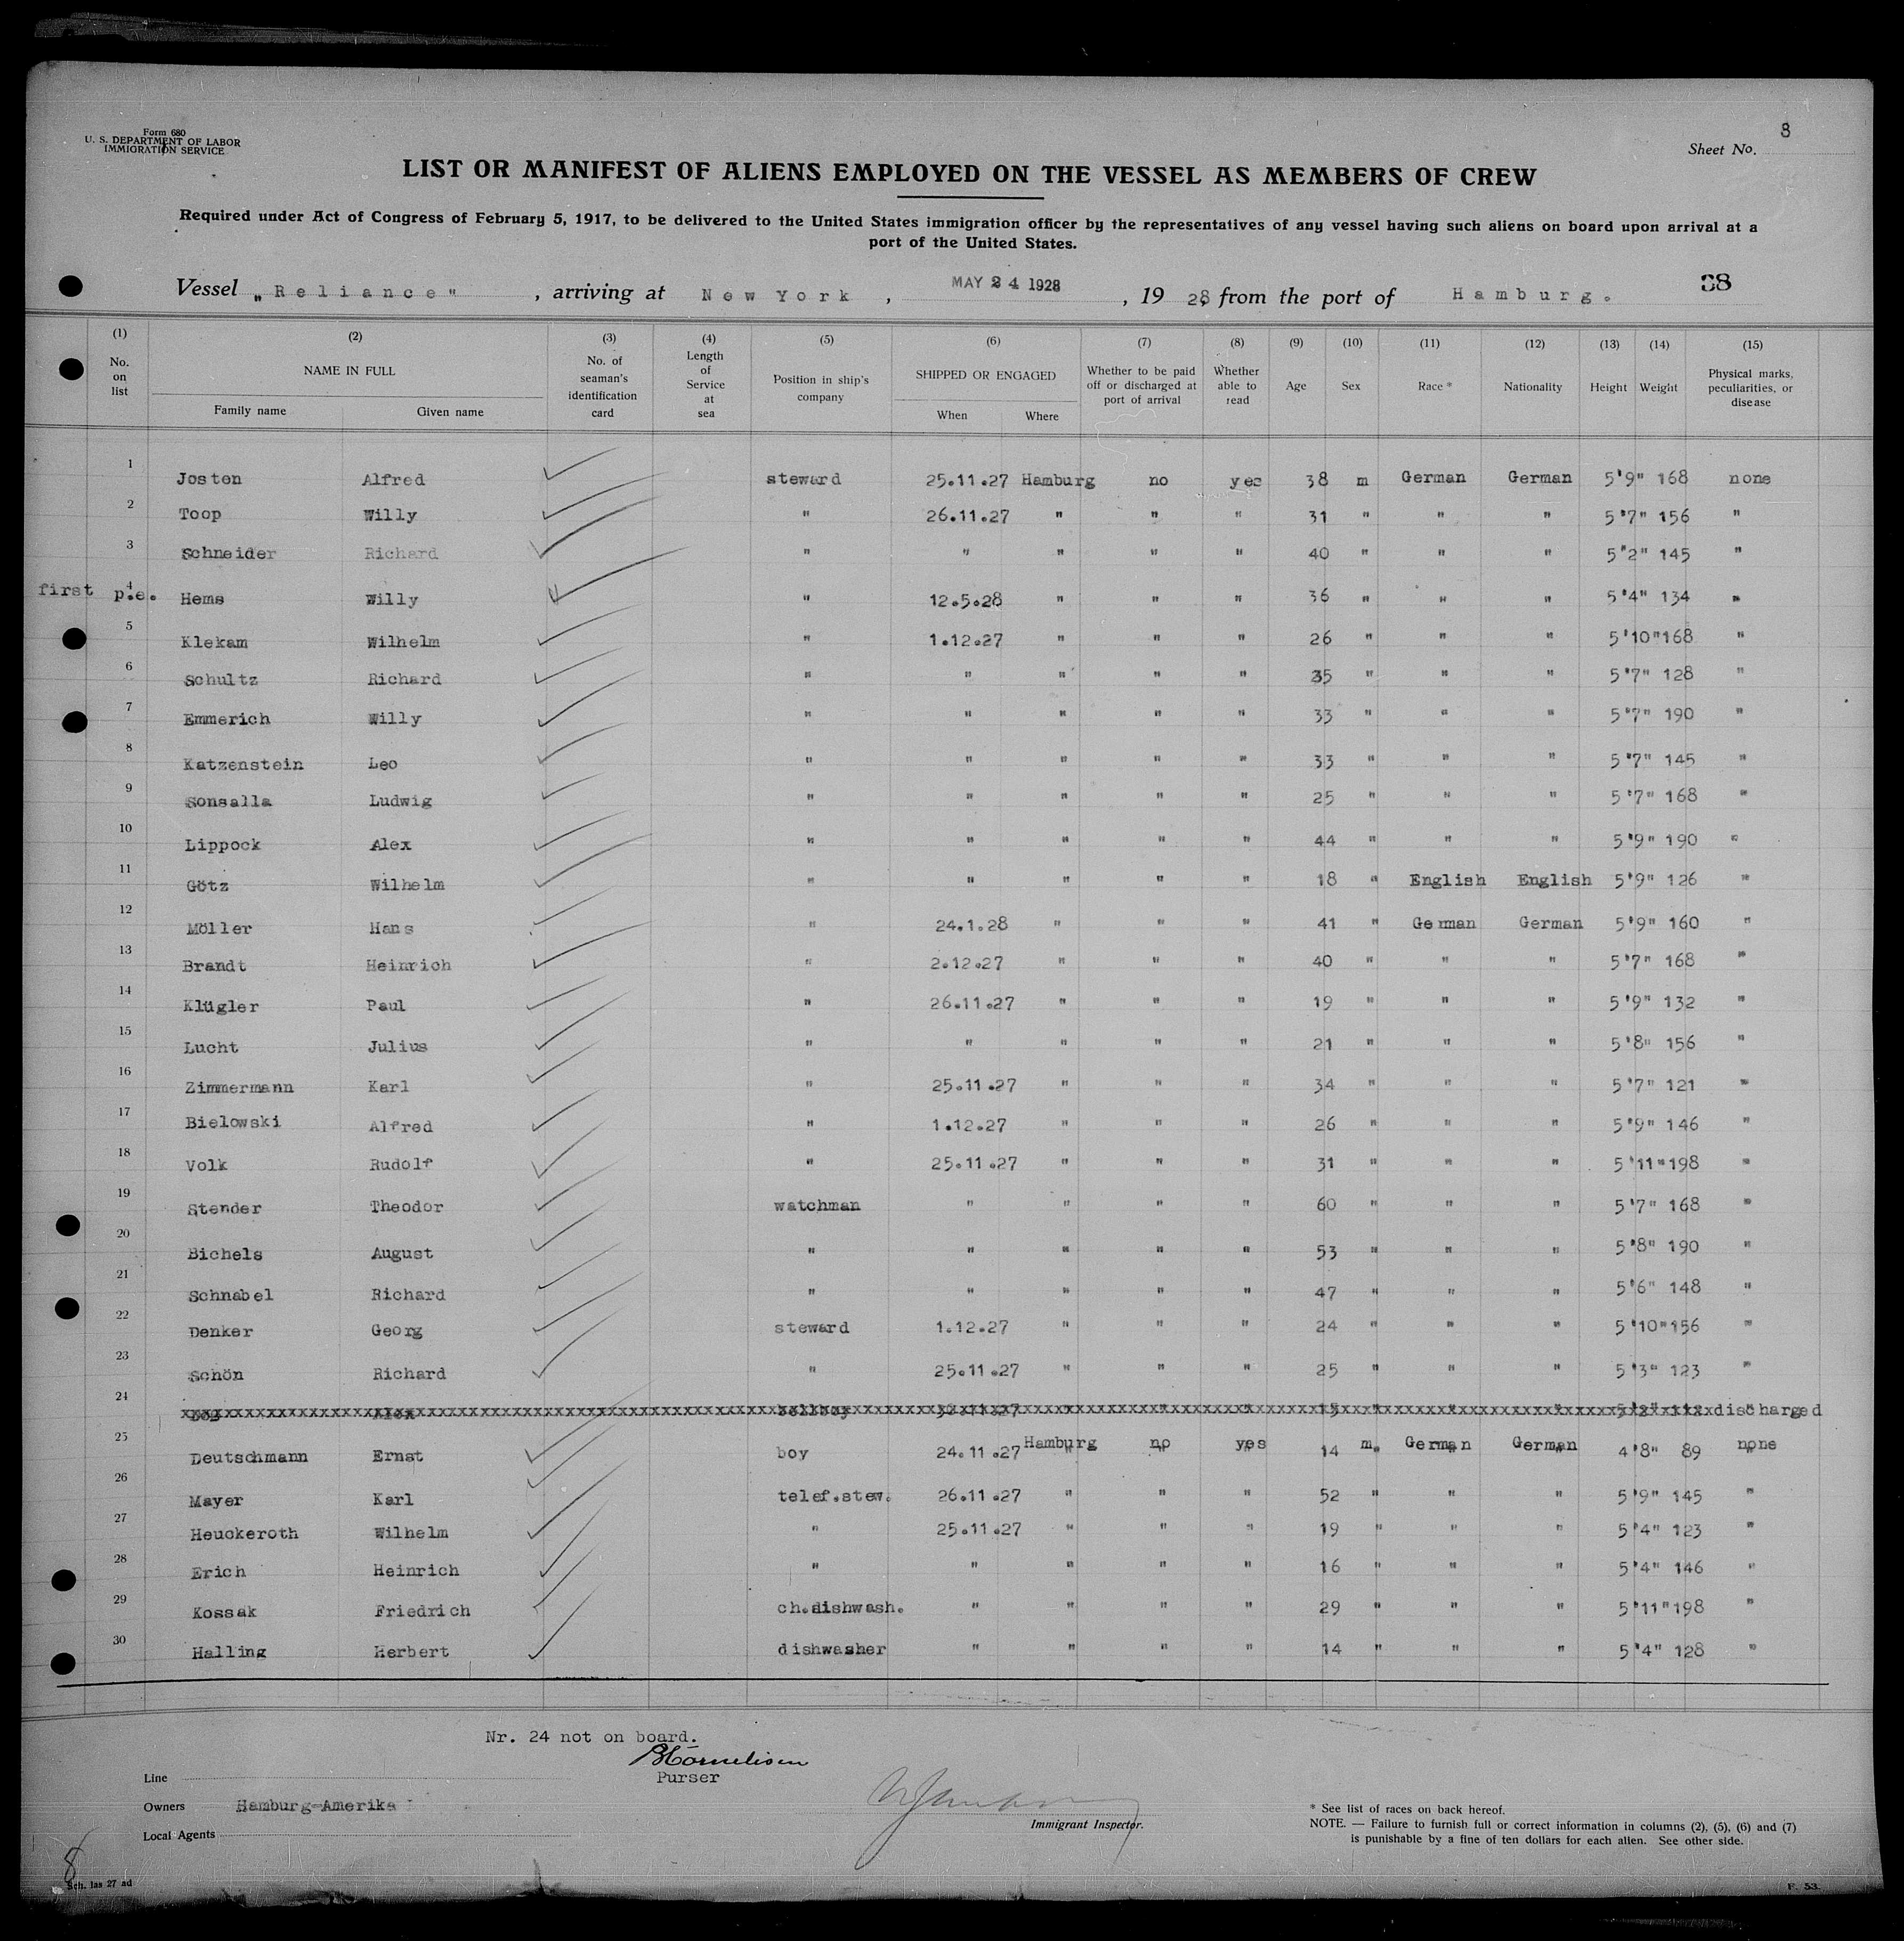 Form 680
U. S. DEPARTMENT OF LABOR
IMMIGRATION SERVICE
8
Sheet No.
LIST OR MANIFEST OF ALIENS EMPLOYED ON THE VESSEL AS MEMBERS OF CREW
Required under Act of Congress of February 5, 1917, to be delivered to the United States immigration officer by the representatives of any vessel having such aliens on board upon arrival at a
port of the United States.
Vessel „Reliance" , arriving at New York , MAY 24 1928 , 19 28, from the port of Hamburg. 38
(1) No. on list (2) NAME IN FULL Family name Given name (3) No. of seaman's identification card (4) Length of Service at sea (5) Position in ship's company (6) SHIPPED OR ENGAGED When Where (7) Whether to be paid off or discharged at port of arrival (8) Whether able to read (9) Age (10) Sex (11) Race * (12) Nationality (13) Height (14) Weight (15) Physical marks, peculiarities, or disease
1 Josten Alfred steward 25.11.27 Hamburg no yes 38 m German German 5'9" 168 none
2 Toop Willy " 26.11.27 " " " 31 " " " 5'7" 156 "
3 Schneider Richard " " " " " 40 " " " 5'2" 145 "
first p.e. 4 Hems Willy " 12.5.28 " " " 36 " " " 5'4" 134 "
5 Klekam Wilhelm " 1.12.27 " " " 26 " " " 5'10" 168 "
6 Schultz Richard " " " " " 35 " " " 5'7" 128 "
7 Emmerich Willy " " " " " 33 " " " 5'7" 190 "
8 Katzenstein Leo " " " " " 33 " " " 5'7" 145 "
9 Sonsalla Ludwig " " " " " 25 " " " 5'7" 168 "
10 Lippock Alex " " " " " 44 " " " 5'9" 190 "
11 Götz Wilhelm " " " " " 18 " English English 5'9" 126 "
12 Möller Hans " 24.1.28 " " " 41 " German German 5'9" 160 "
13 Brandt Heinrich " 2.12.27 " " " 40 " " " 5'7" 168 "
14 Klügler Paul " 26.11.27 " " " 19 " " " 5'9" 132 "
15 Lucht Julius " " " " " 21 " " " 5'8" 156 "
16 Zimmermann Karl " 25.11.27 " " " 34 " " " 5'7" 121 "
17 Bielowski Alfred " 1.12.27 " " " 26 " " " 5'9" 146 "
18 Volk Rudolf " 25.11.27 " " " 31 " " " 5'11" 198 "
19 Stender Theodor watchman " " " " 60 " " " 5'7" 168 "
20 Bichels August " " " " " 53 " " " 5'8" 190 "
21 Schnabel Richard " " " " " 47 " " " 5'6" 148 "
22 Denker Georg steward 1.12.27 " " " 24 " " " 5'10" 156 "
23 Schön Richard " 25.11.27 " " " 25 " " " 5'3" 123 "
24 Alex bellboy " " " 15 " " " discharged
25 Deutschmann Ernst boy 24.11.27 Hamburg no yes 14 m German German 4'8" 89 none
26 Mayer Karl telef.stew. 26.11.27 " " " 52 " " " 5'9" 145 "
27 Heuckeroth Wilhelm " 25.11.27 " " " 19 " " " 5'4" 123 "
28 Erich Heinrich " " " " " 16 " " " 5'4" 146 "
29 Kossak Friedrich ch.dishwash. " " " " 29 " " " 5'11" 198 "
30 Halling Herbert dishwasher " " " " 14 " " " 5'4" 128 "
Nr. 24 not on board.
Purser
Line
Owners Hamburg-Amerika
Local Agents
Immigrant Inspector.
* See list of races on back hereof.
NOTE. — Failure to furnish full or correct information in columns (2), (5), (6) and (7)
is punishable by a fine of ten dollars for each alien. See other side.
8
Sch. las 27 ad
F. 53.